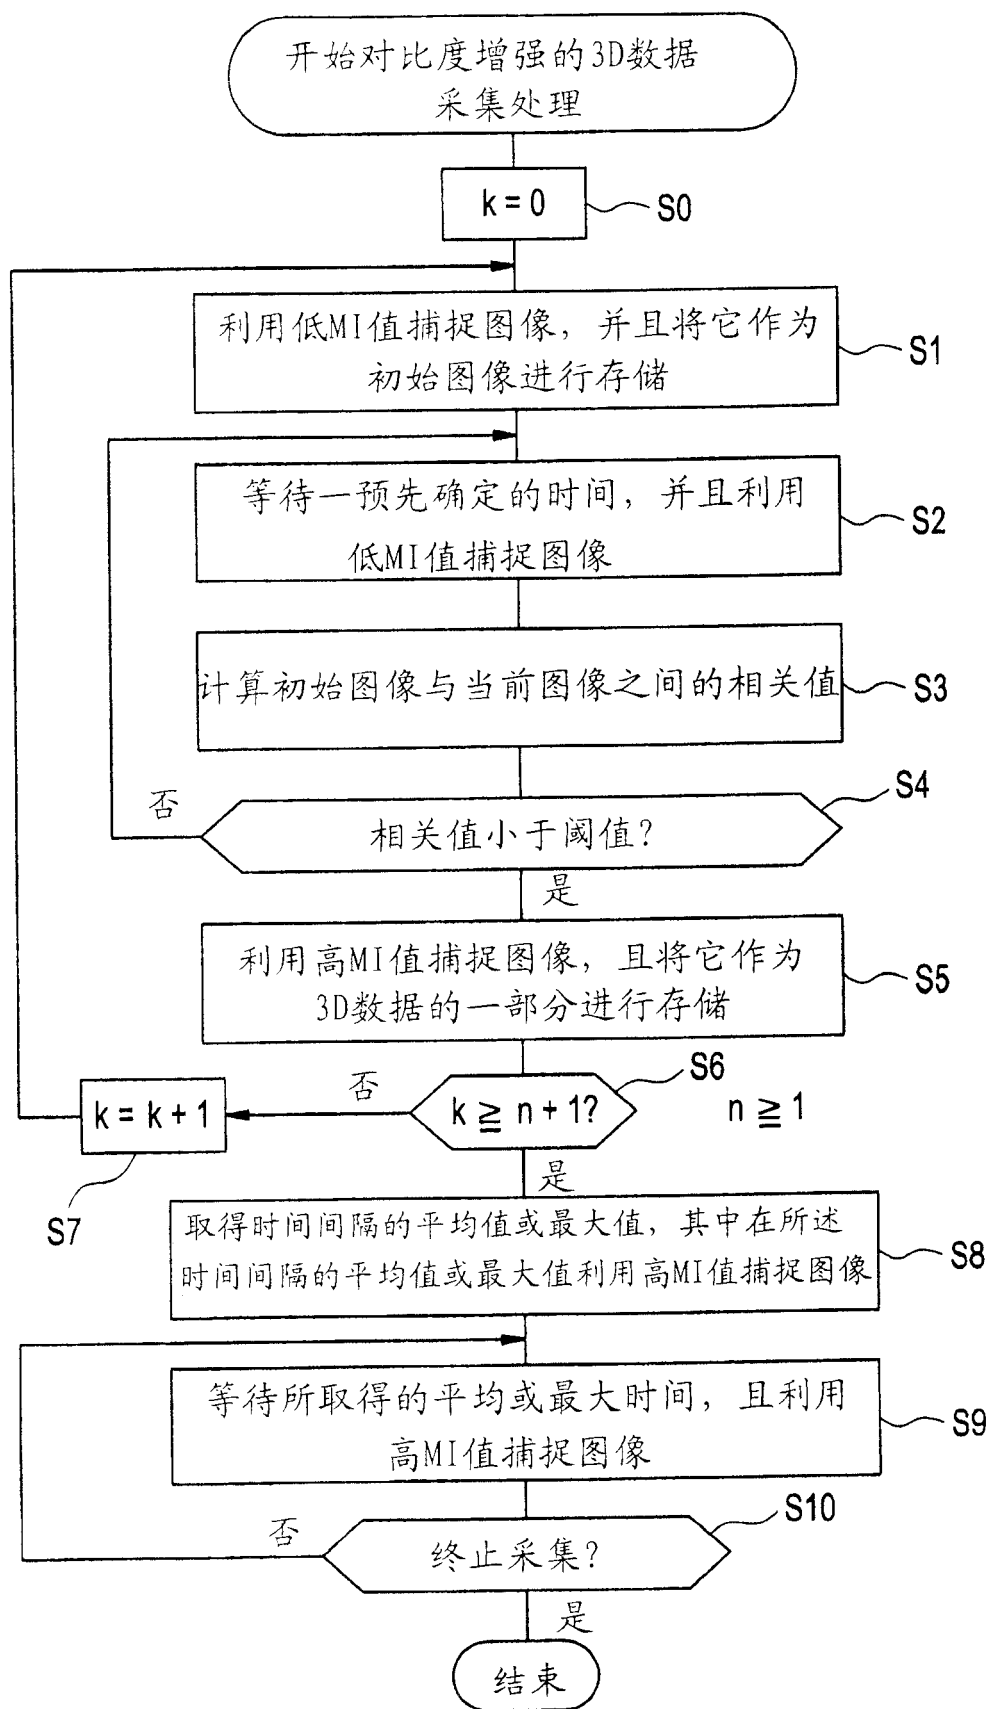 开始对比度增强的3D数据
采集处理
k = 0
S0
利用低MI值捕捉图像，并且将它作为
初始图像进行存储
S1
等待一预先确定的时间，并且利用
低MI值捕捉图像
S2
计算初始图像与当前图像之间的相关值
S3
否
S4
相关值小于阈值？
是
利用高MI值捕捉图像，且将它作为
3D数据的一部分进行存储
S5
S6
否
k = k + 1
k ≧ n + 1?
n ≧ 1
S7
是
取得时间间隔的平均值或最大值，其中在所述
时间间隔的平均值或最大值利用高MI值捕捉图像
S8
等待所取得的平均或最大时间，且利用
高MI值捕捉图像
S9
S10
否
终止采集？
是
结束